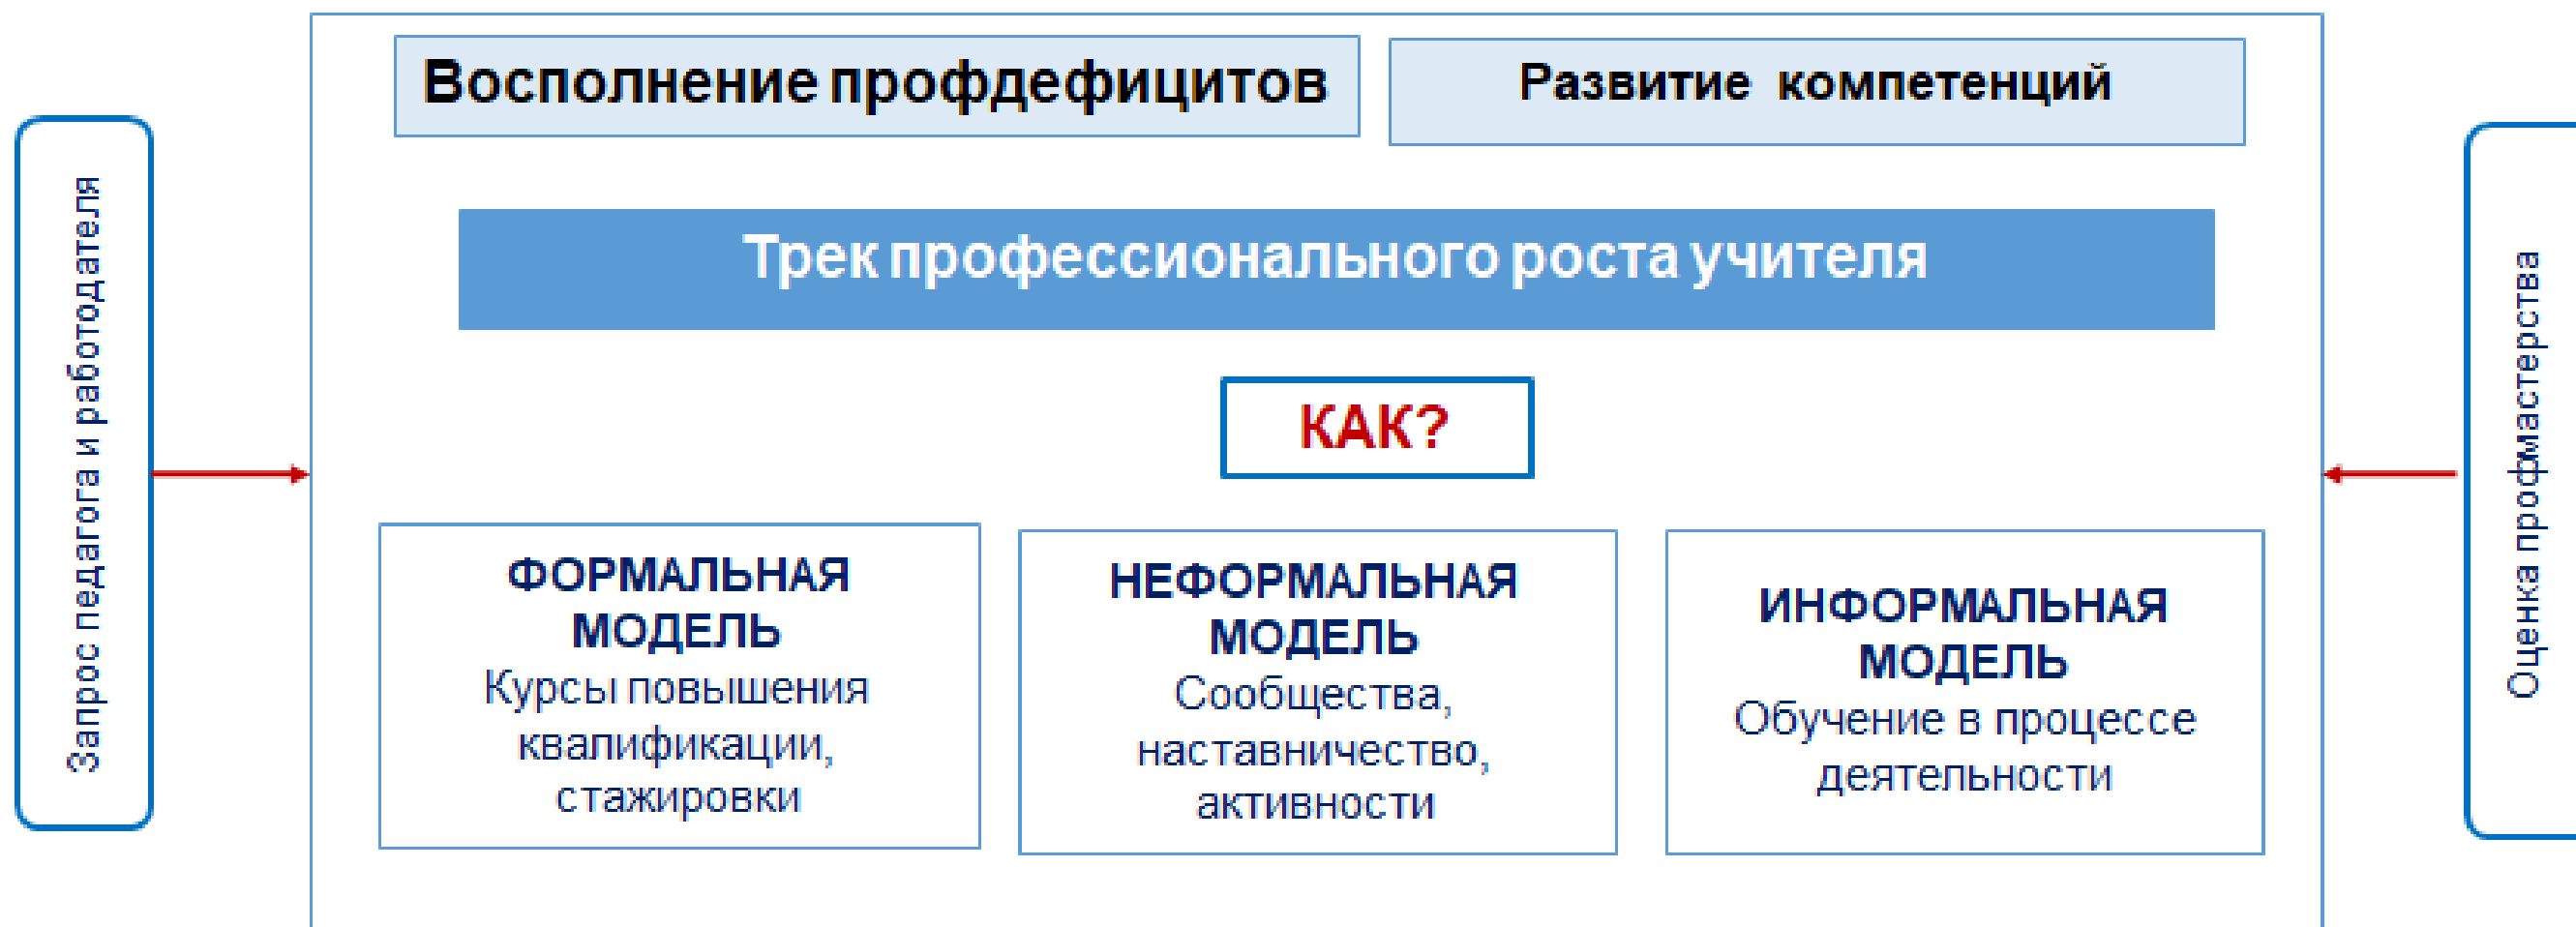 Восполнение профдефицитов
Развитие компетенций
Запрос педагога и работодателя
Трек профессионального роста учителя
КАК?
ФОРМАЛЬНАЯ
МОДЕЛЬ
Курсы повышения
квалификации,
стажировки
НЕФОРМАЛЬНАЯ
МОДЕЛЬ
Сообщества,
наставничество,
активности
ИНФОРМАЛЬНАЯ
МОДЕЛЬ
Обучение в процессе
деятельности
Оценка профмастерства